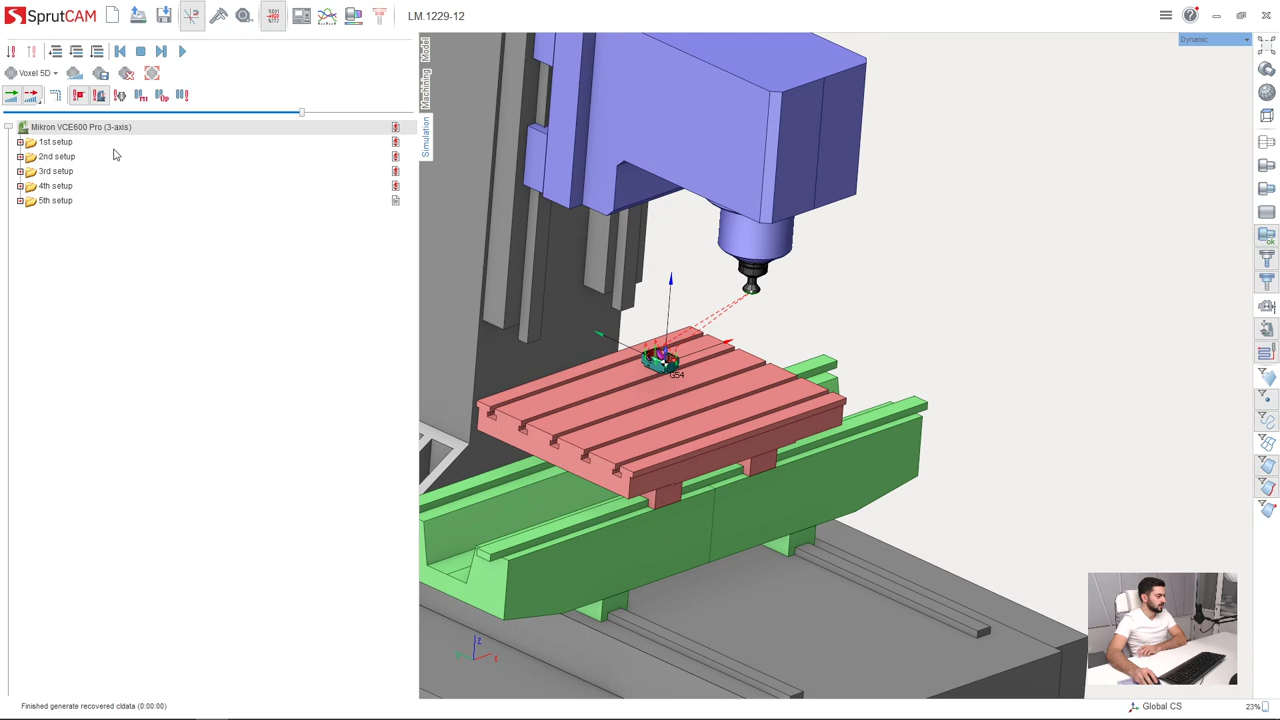 SprutCAM
LM.1229-12
Voxel 5D
Dynamic
Model
Machining
Simulation
Mikron VCE600 Pro (3-axis)
1st setup
2nd setup
3rd setup
4th setup
5th setup
G54
Z
X
Finished generate recovered cldata (0:00:00)
Global CS
23%